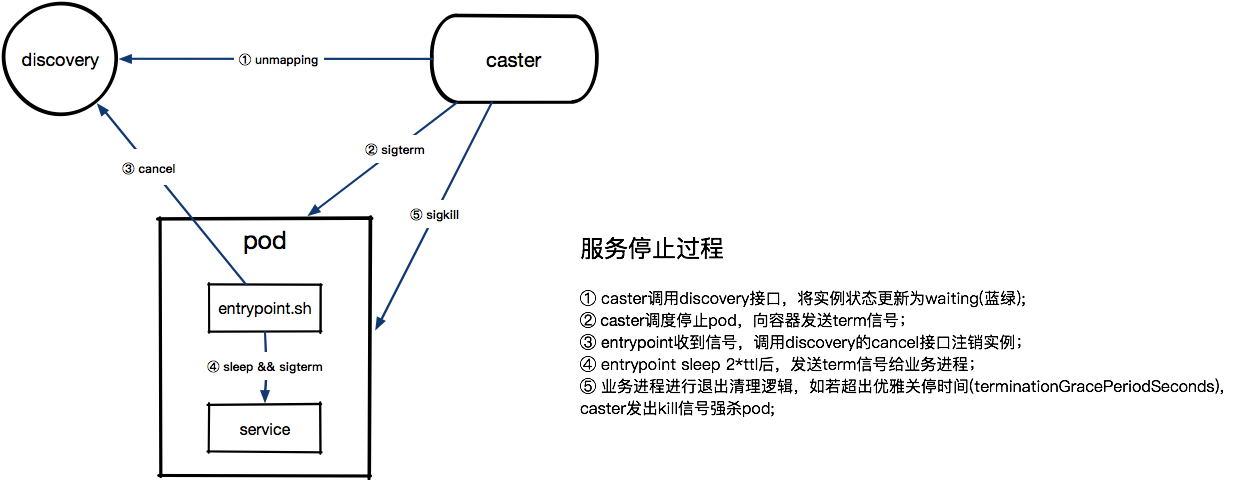 discovery
① unmapping
caster
② sigterm
③ cancel
⑤ sigkill
pod
entrypoint.sh
④ sleep && sigterm
service
服务停止过程
① caster调用discovery接口，将实例状态更新为waiting(蓝绿);
② caster调度停止pod，向容器发送term信号；
③ entrypoint收到信号，调用discovery的cancel接口注销实例；
④ entrypoint sleep 2*ttl后，发送term信号给业务进程；
⑤ 业务进程进行退出清理逻辑，如若超出优雅关停时间(terminationGracePeriodSeconds),
caster发出kill信号强杀pod;